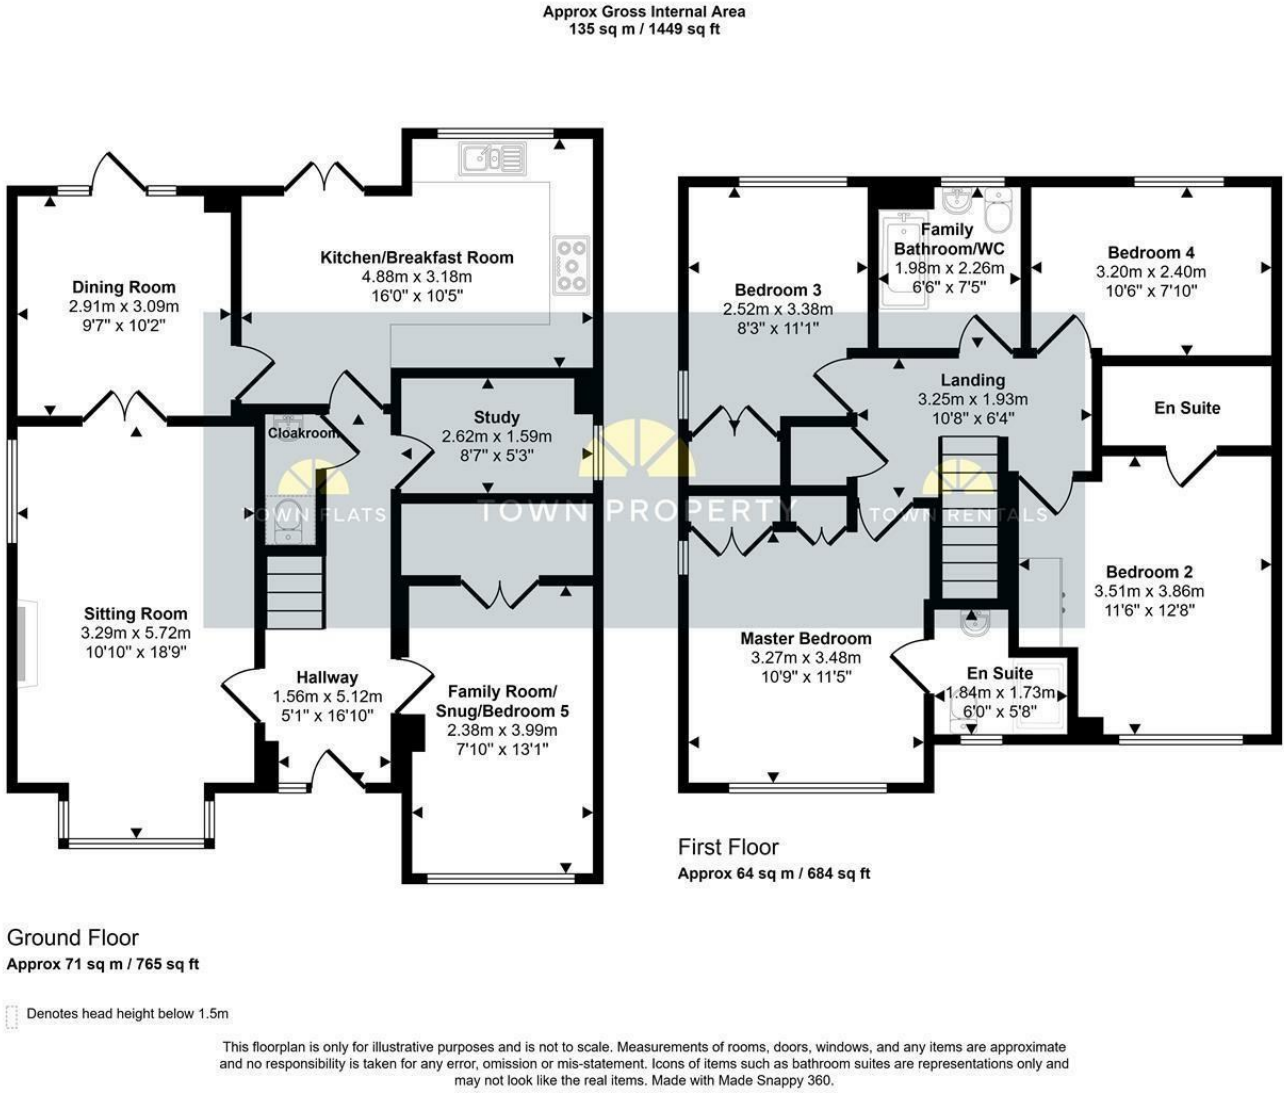 Approx Gross Internal Area
135 sq m / 1449 sq ft
Dining Room
2.91m x 3.09m
9'7" x 10'2"
Kitchen/Breakfast Room
4.88m x 3.18m
16'0" x 10'5"
Cloakroom
Study
2.62m x 1.59m
8'7" x 5'3"
Sitting Room
3.29m x 5.72m
10'10" x 18'9"
Hallway
1.56m x 5.12m
5'1" x 16'10"
Family Room/
Snug/Bedroom 5
2.38m x 3.99m
7'10" x 13'1"
Bedroom 3
2.52m x 3.38m
8'3" x 11'1"
Family
Bathroom/WC
1.98m x 2.26m
6'6" x 7'5"
Bedroom 4
3.20m x 2.40m
10'6" x 7'10"
Landing
3.25m x 1.93m
10'8" x 6'4"
En Suite
Bedroom 2
3.51m x 3.86m
11'6" x 12'8"
Master Bedroom
3.27m x 3.48m
10'9" x 11'5"
En Suite
1.84m x 1.73m
6'0" x 5'8"
TOWN FLATS
TOWN PROPERTY
TOWN RENTALS
First Floor
Approx 64 sq m / 684 sq ft
Ground Floor
Approx 71 sq m / 765 sq ft
Denotes head height below 1.5m
This floorplan is only for illustrative purposes and is not to scale. Measurements of rooms, doors, windows, and any items are approximate
and no responsibility is taken for any error, omission or mis-statement. Icons of items such as bathroom suites are representations only and
may not look like the real items. Made with Made Snappy 360.